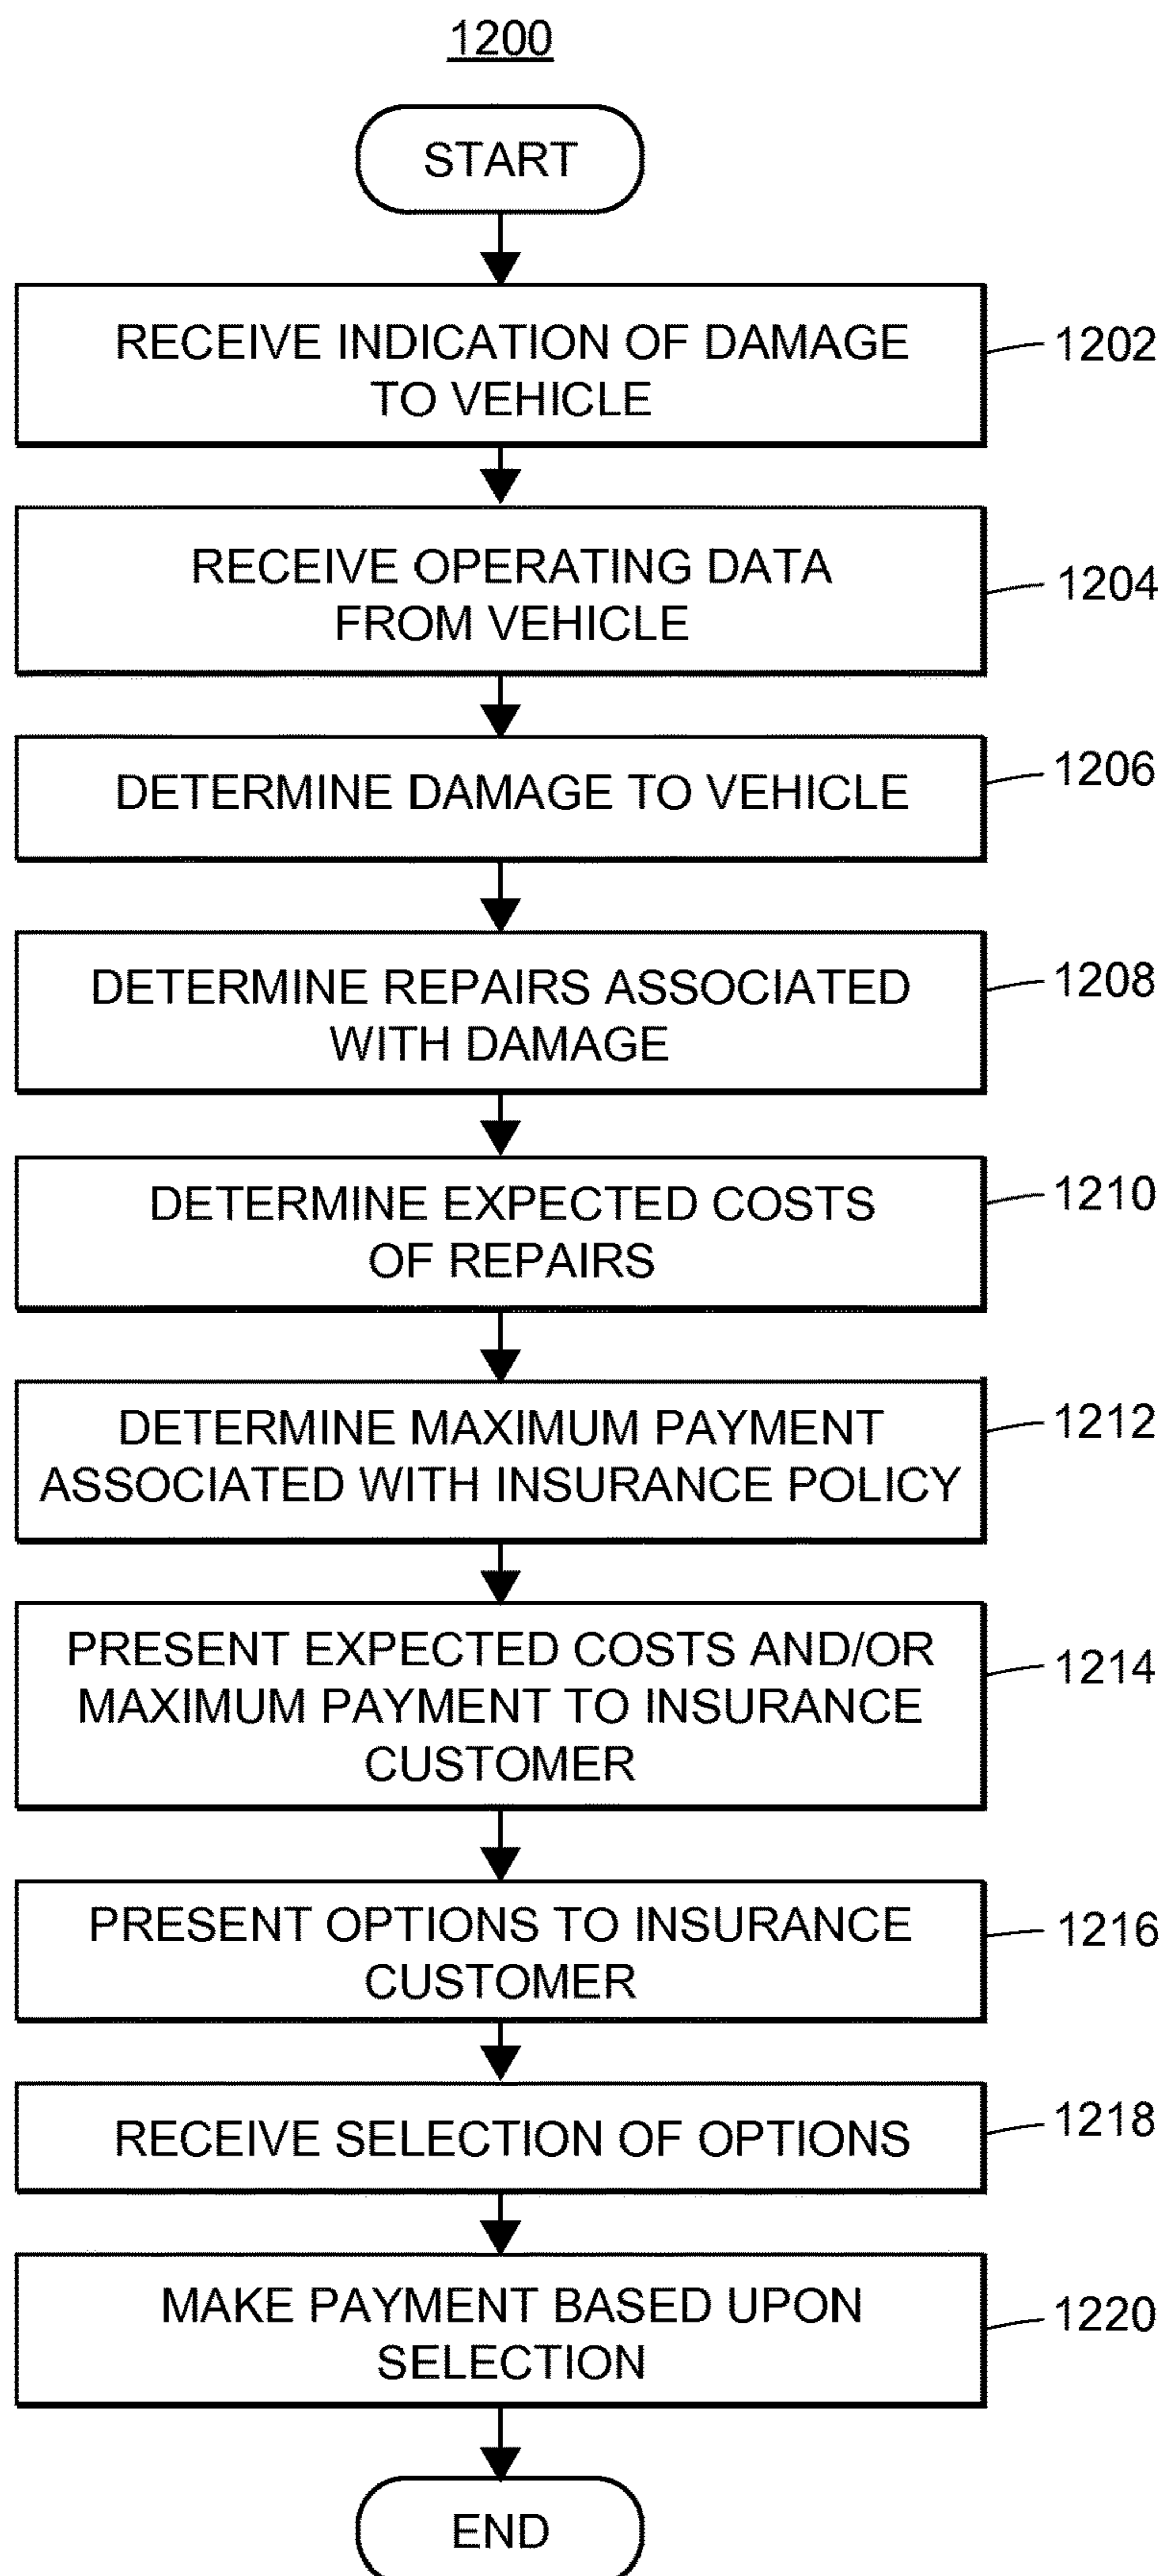 1200
START
RECEIVE INDICATION OF DAMAGE
TO VEHICLE
1202
RECEIVE OPERATING DATA
FROM VEHICLE
1204
DETERMINE DAMAGE TO VEHICLE
1206
DETERMINE REPAIRS ASSOCIATED
WITH DAMAGE
1208
DETERMINE EXPECTED COSTS
OF REPAIRS
1210
DETERMINE MAXIMUM PAYMENT
ASSOCIATED WITH INSURANCE POLICY
1212
PRESENT EXPECTED COSTS AND/OR
MAXIMUM PAYMENT TO INSURANCE
CUSTOMER
1214
PRESENT OPTIONS TO INSURANCE
CUSTOMER
1216
RECEIVE SELECTION OF OPTIONS
1218
MAKE PAYMENT BASED UPON
SELECTION
1220
END